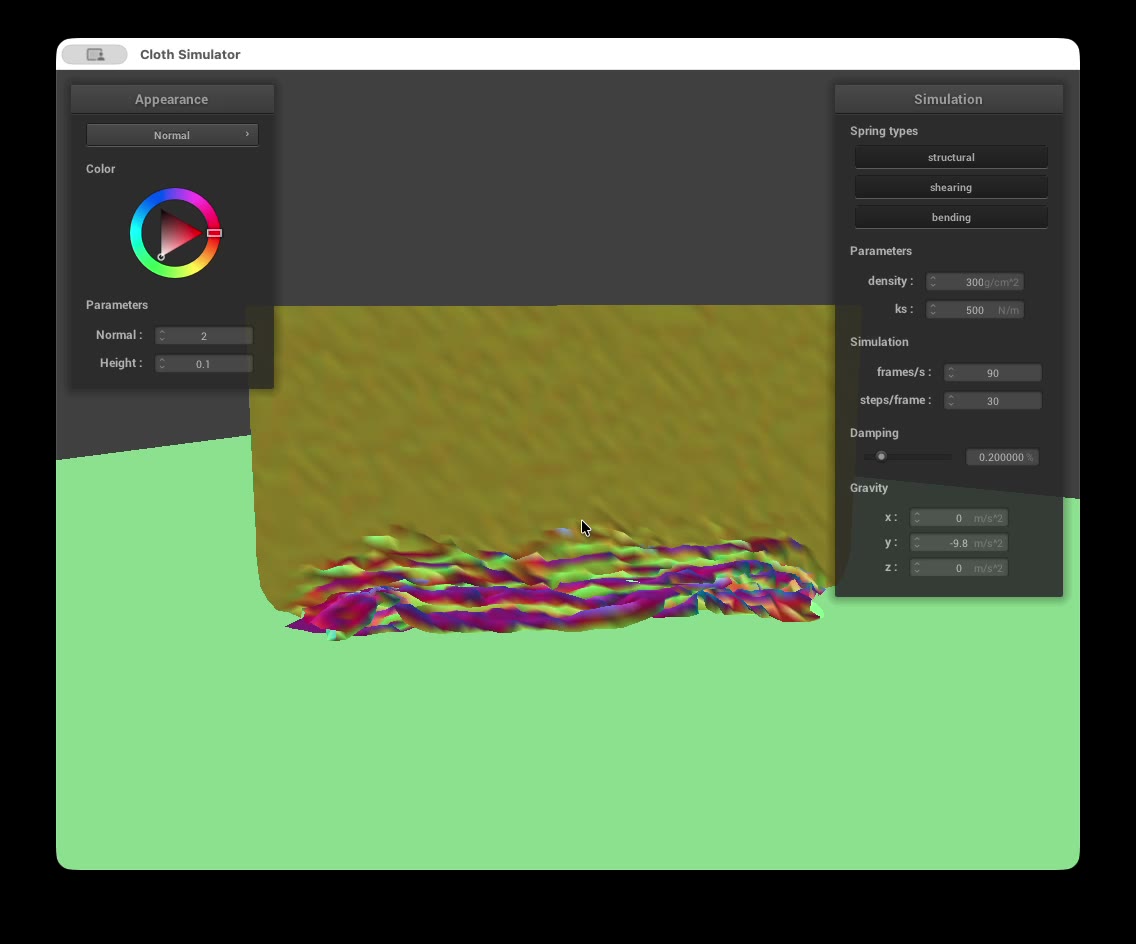 Cloth Simulator
Appearance
Normal
Color
Parameters
Normal : 2
Height : 0.1
Simulation
Spring types
structural
shearing
bending
Parameters
density : 300g/cm^2
ks : 500 N/m
Simulation
frames/s : 90
steps/frame : 30
Damping
0.200000 %
Gravity
x : 0 m/s^2
y : -9.8 m/s^2
z : 0 m/s^2